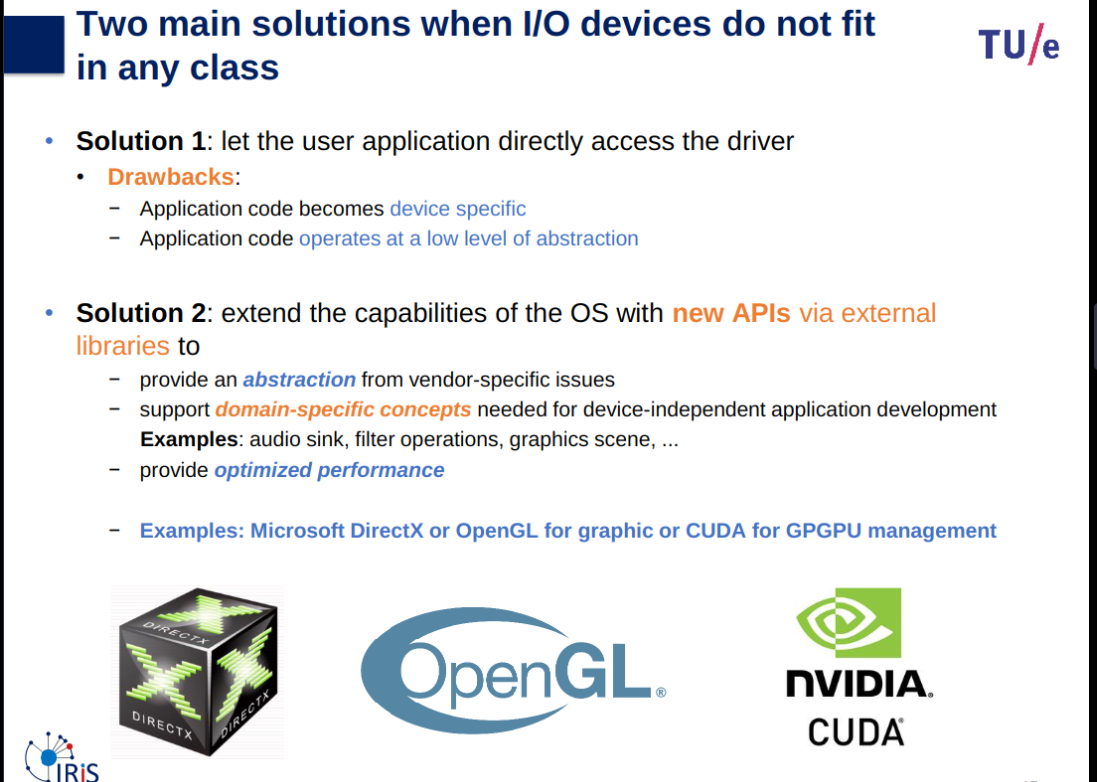 Two main solutions when I/O devices do not fit
in any class
TU/e
• Solution 1: let the user application directly access the driver
• Drawbacks:
– Application code becomes device specific
– Application code operates at a low level of abstraction
• Solution 2: extend the capabilities of the OS with new APIs via external
libraries to
– provide an abstraction from vendor-specific issues
– support domain-specific concepts needed for device-independent application development
Examples: audio sink, filter operations, graphics scene, ...
– provide optimized performance
– Examples: Microsoft DirectX or OpenGL for graphic or CUDA for GPGPU management
DIRECTX
DIRECTX
DIRECTX
OpenGL®
NVIDIA.
CUDA®
IRiS